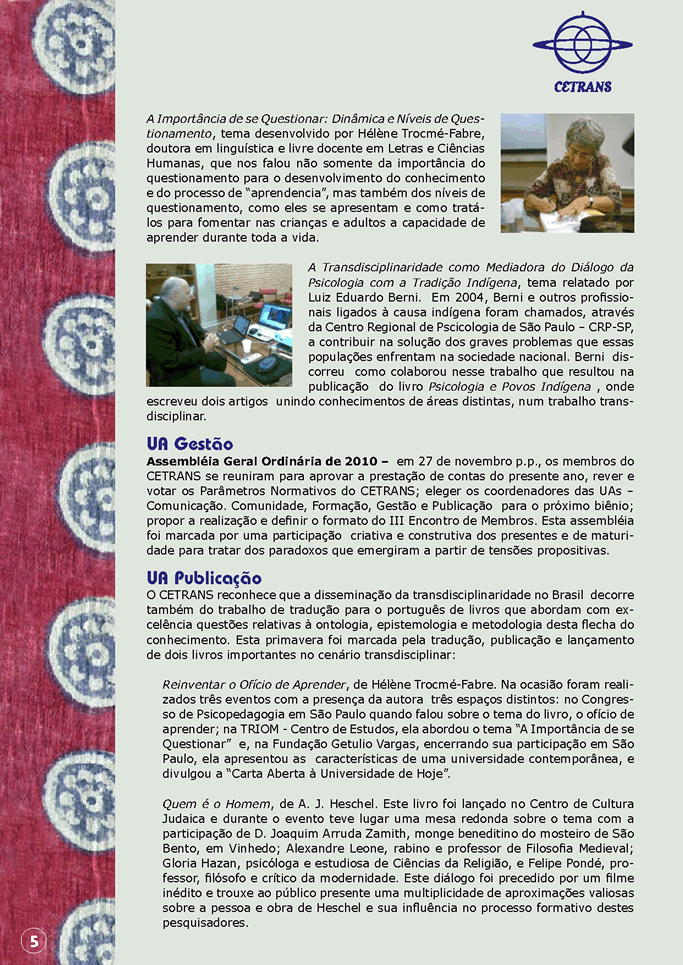 CETRANS
A Importância de se Questionar: Dinâmica e Níveis de Ques-
tionamento, tema desenvolvido por Hélène Trocmé-Fabre,
doutora em linguística e livre docente em Letras e Ciências
Humanas, que nos falou não somente da importância do
questionamento para o desenvolvimento do conhecimento
e do processo de “aprendencia”, mas também dos níveis de
questionamento, como eles se apresentam e como tratá-
los para fomentar nas crianças e adultos a capacidade de
aprender durante toda a vida.
A Transdisciplinaridade como Mediadora do Diálogo da
Psicologia com a Tradição Indígena, tema relatado por
Luiz Eduardo Berni. Em 2004, Berni e outros profissio-
nais ligados à causa indígena foram chamados, através
da Centro Regional de Pscicologia de São Paulo – CRP-SP,
a contribuir na solução dos graves problemas que essas
populações enfrentam na sociedade nacional. Berni dis-
correu como colaborou nesse trabalho que resultou na
publicação do livro Psicologia e Povos Indígena , onde
escreveu dois artigos unindo conhecimentos de áreas distintas, num trabalho trans-
disciplinar.
UA Gestão
Assembléia Geral Ordinária de 2010 – em 27 de novembro p.p., os membros do
CETRANS se reuniram para aprovar a prestação de contas do presente ano, rever e
votar os Parâmetros Normativos do CETRANS; eleger os coordenadores das UAs –
Comunicação. Comunidade, Formação, Gestão e Publicação para o próximo biênio;
propor a realização e definir o formato do III Encontro de Membros. Esta assembléia
foi marcada por uma participação criativa e construtiva dos presentes e de maturi-
dade para tratar dos paradoxos que emergiram a partir de tensões propositivas.
UA Publicação
O CETRANS reconhece que a disseminação da transdisciplinaridade no Brasil decorre
também do trabalho de tradução para o português de livros que abordam com ex-
celência questões relativas à ontologia, epistemologia e metodologia desta flecha do
conhecimento. Esta primavera foi marcada pela tradução, publicação e lançamento
de dois livros importantes no cenário transdisciplinar:
Reinventar o Ofício de Aprender, de Hélène Trocmé-Fabre. Na ocasião foram reali-
zados três eventos com a presença da autora três espaços distintos: no Congres-
so de Psicopedagogia em São Paulo quando falou sobre o tema do livro, o ofício de
aprender; na TRIOM - Centro de Estudos, ela abordou o tema “A Importância de se
Questionar” e, na Fundação Getulio Vargas, encerrando sua participação em São
Paulo, ela apresentou as características de uma universidade contemporânea, e
divulgou a “Carta Aberta à Universidade de Hoje”.
Quem é o Homem, de A. J. Heschel. Este livro foi lançado no Centro de Cultura
Judaica e durante o evento teve lugar uma mesa redonda sobre o tema com a
participação de D. Joaquim Arruda Zamith, monge beneditino do mosteiro de São
Bento, em Vinhedo; Alexandre Leone, rabino e professor de Filosofia Medieval;
Gloria Hazan, psicóloga e estudiosa de Ciências da Religião, e Felipe Pondé, pro-
fessor, filósofo e crítico da modernidade. Este diálogo foi precedido por um filme
inédito e trouxe ao público presente uma multiplicidade de aproximações valiosas
sobre a pessoa e obra de Heschel e sua influência no processo formativo destes
pesquisadores.
5